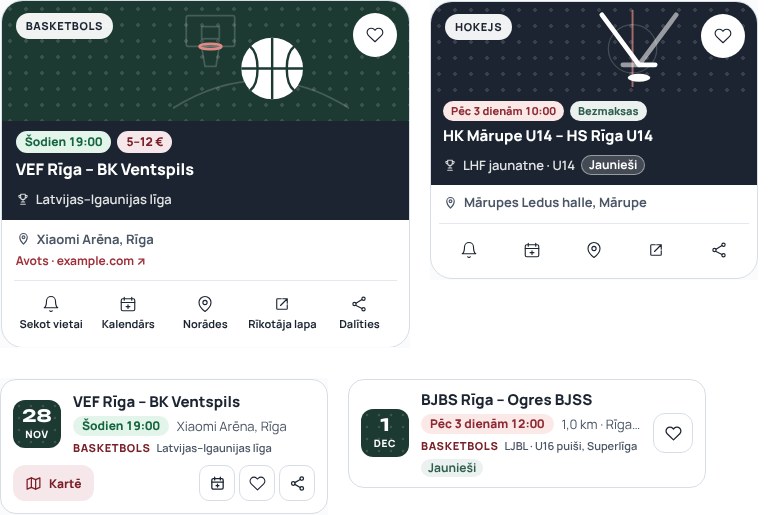 BASKETBOLS
Šodien 19:00
5–12 €
VEF Rīga – BK Ventspils
Latvijas–Igaunijas līga
Xiaomi Arēna, Rīga
Avots · example.com ↗
Sekot vietai
Kalendārs
Norādes
Rīkotāja lapa
Dalīties
HOKEJS
Pēc 3 dienām 10:00
Bezmaksas
HK Mārupe U14 – HS Rīga U14
LHF jaunatne · U14
Jaunieši
Mārupes Ledus halle, Mārupe
28
NOV
VEF Rīga – BK Ventspils
Šodien 19:00
Xiaomi Arēna, Rīga
BASKETBOLS Latvijas–Igaunijas līga
Kartē
1
DEC
BJBS Rīga – Ogres BJSS
Pēc 3 dienām 12:00
1,0 km · Rīga...
BASKETBOLS LJBL · U16 puiši, Superlīga
Jaunieši